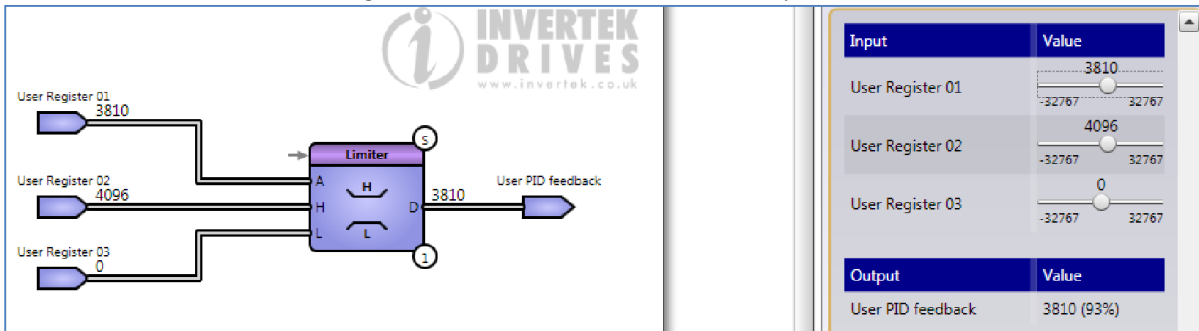 INVERTEK
DRIVES
www.invertek.co.uk
User Register 01
3810
User Register 02
4096
User Register 03
0
Limiter
S
A
H
H
D
L
L
1
3810
User PID feedback
Input Value
User Register 01
3810
-32767 32767
User Register 02
4096
-32767 32767
User Register 03
0
-32767 32767
Output Value
User PID feedback 3810 (93%)